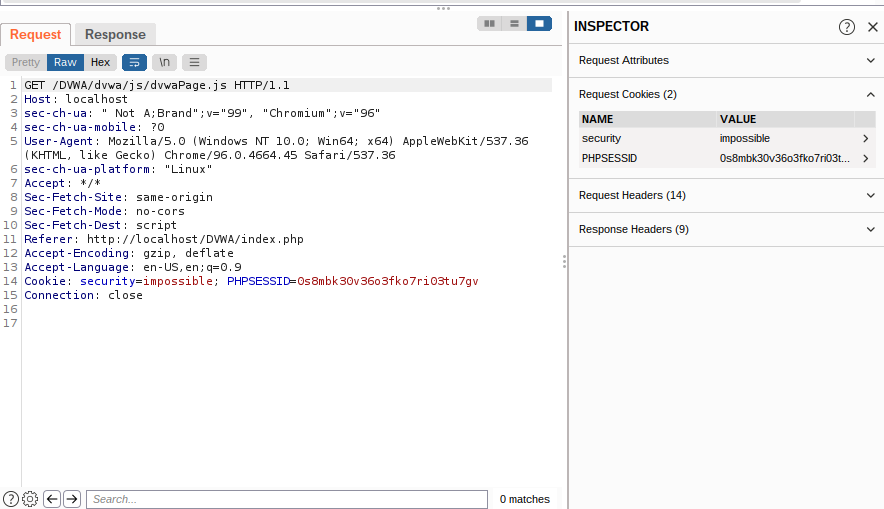 Request Response
Pretty Raw Hex \n
1 GET /DVWA/dvwa/js/dvwaPage.js HTTP/1.1
2 Host: localhost
3 sec-ch-ua: " Not A;Brand";v="99", "Chromium";v="96"
4 sec-ch-ua-mobile: ?0
5 User-Agent: Mozilla/5.0 (Windows NT 10.0; Win64; x64) AppleWebKit/537.36
(KHTML, like Gecko) Chrome/96.0.4664.45 Safari/537.36
6 sec-ch-ua-platform: "Linux"
7 Accept: */*
8 Sec-Fetch-Site: same-origin
9 Sec-Fetch-Mode: no-cors
10 Sec-Fetch-Dest: script
11 Referer: http://localhost/DVWA/index.php
12 Accept-Encoding: gzip, deflate
13 Accept-Language: en-US,en;q=0.9
14 Cookie: security=impossible; PHPSESSID=0s8mbk30v36o3fko7ri03tu7gv
15 Connection: close
16
17
? Search... 0 matches
INSPECTOR ?
Request Attributes
Request Cookies (2)
NAME VALUE
security impossible
PHPSESSID 0s8mbk30v36o3fko7ri03t...
Request Headers (14)
Response Headers (9)